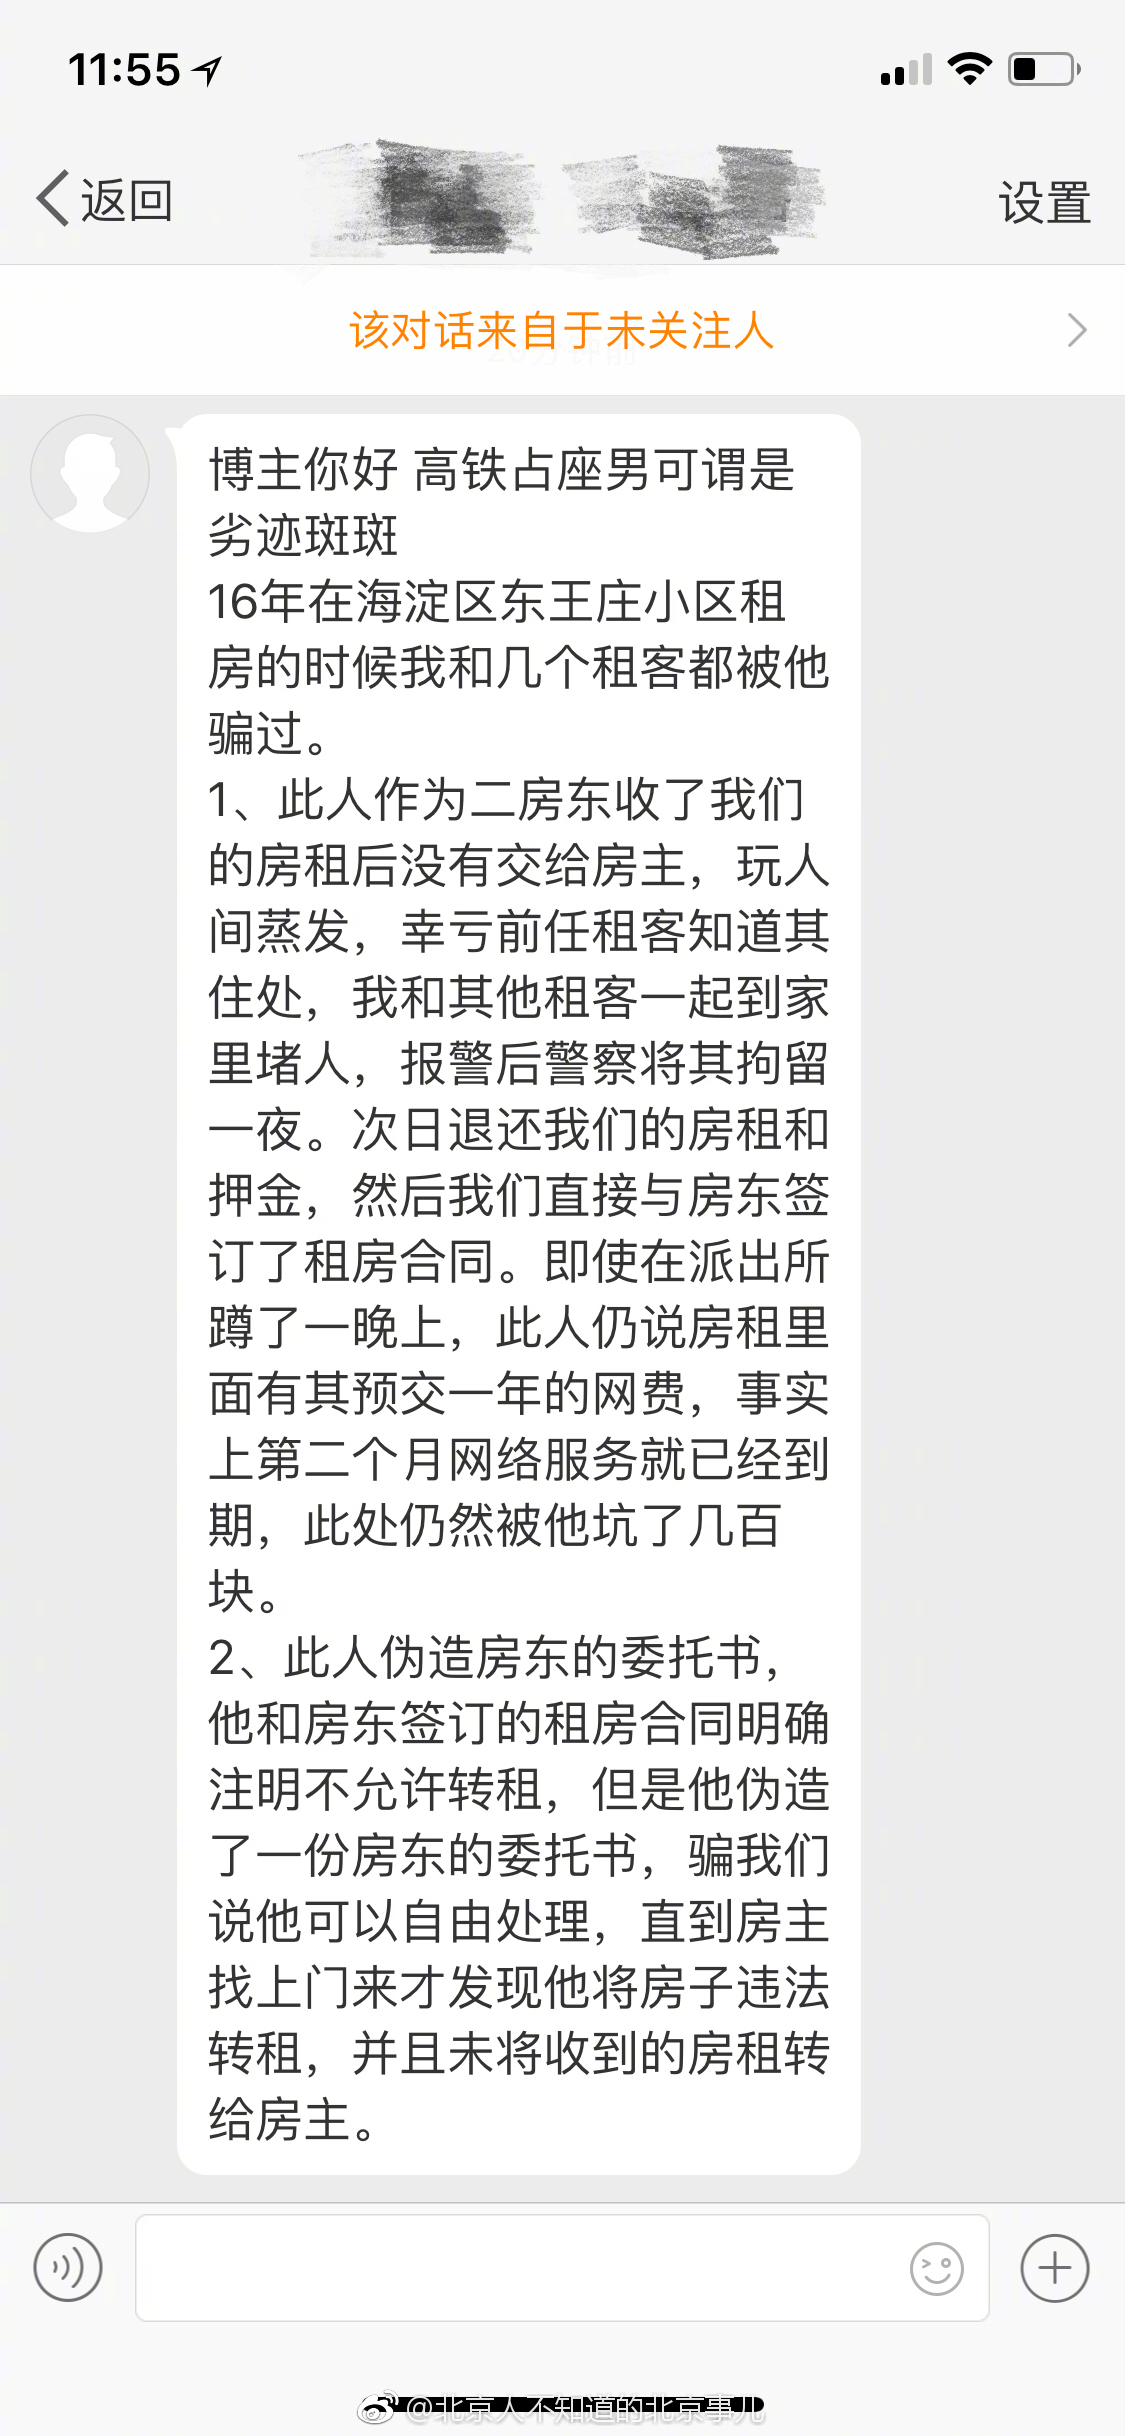 11:55
返回
设置
该对话来自于未关注人
博主你好 高铁占座男可谓是
劣迹斑斑
16年在海淀区东王庄小区租
房的时候我和几个租客都被他
骗过。
1、此人作为二房东收了我们
的房租后没有交给房主，玩人
间蒸发，幸亏前任租客知道其
住处，我和其他租客一起到家
里堵人，报警后警察将其拘留
一夜。次日退还我们的房租和
押金，然后我们直接与房东签
订了租房合同。即使在派出所
蹲了一晚上，此人仍说房租里
面有其预交一年的网费，事实
上第二个月网络服务就已经到
期，此处仍然被他坑了几百
块。
2、此人伪造房东的委托书，
他和房东签订的租房合同明确
注明不允许转租，但是他伪造
了一份房东的委托书，骗我们
说他可以自由处理，直到房主
找上门来才发现他将房子违法
转租，并且未将收到的房租转
给房主。
@北京人不知道的北京事儿